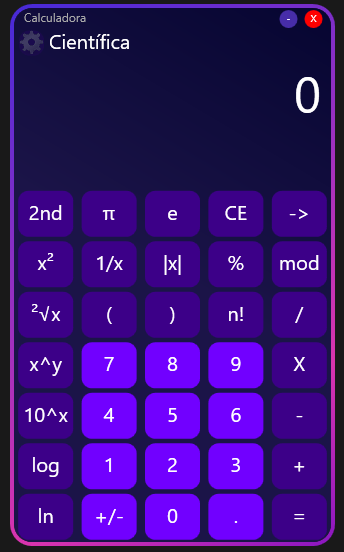 Calculadora - x
Científica
0
2nd π e CE ->
x² 1/x |x| % mod
²√x ( ) n! /
x^y 7 8 9 X
10^x 4 5 6 -
log 1 2 3 +
ln +/- 0 . =